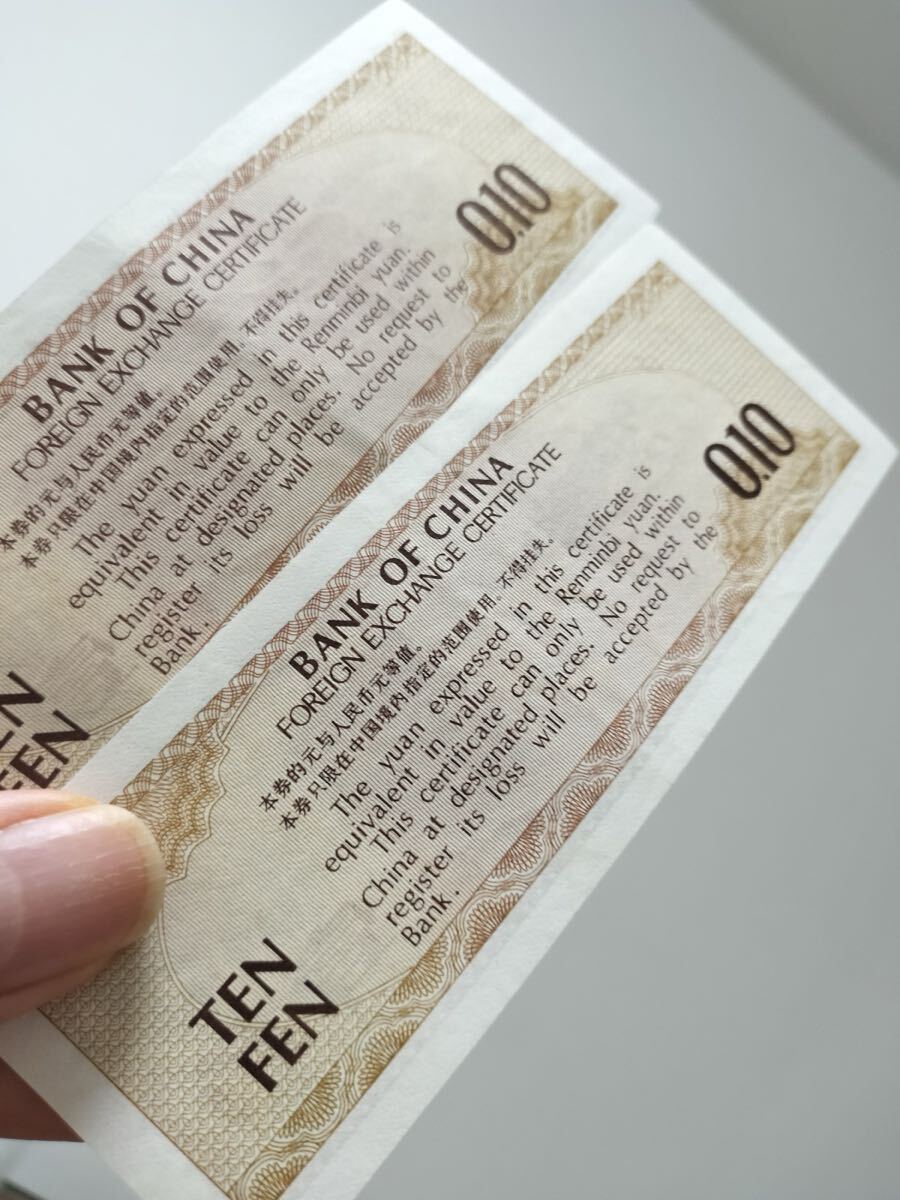 0.10
BANK OF CHINA
FOREIGN EXCHANGE CERTIFICATE
本券的元与人民币元等值。
本券只限在中国境内指定的范围使用。不得挂失。
The yuan expressed in this certificate is
equivalent in value to the Renminbi yuan.
This certificate can only be used within
China at designated places. No request to
register its loss will be accepted by the
Bank.
EN
FEN
0.10
BANK OF CHINA
FOREIGN EXCHANGE CERTIFICATE
本券的元与人民币元等值。
本券只限在中国境内指定的范围使用。不得挂失。
The yuan expressed in this certificate is
equivalent in value to the Renminbi yuan.
This certificate can only be used within
China at designated places. No request to
register its loss will be accepted by the
Bank.
TEN
FEN